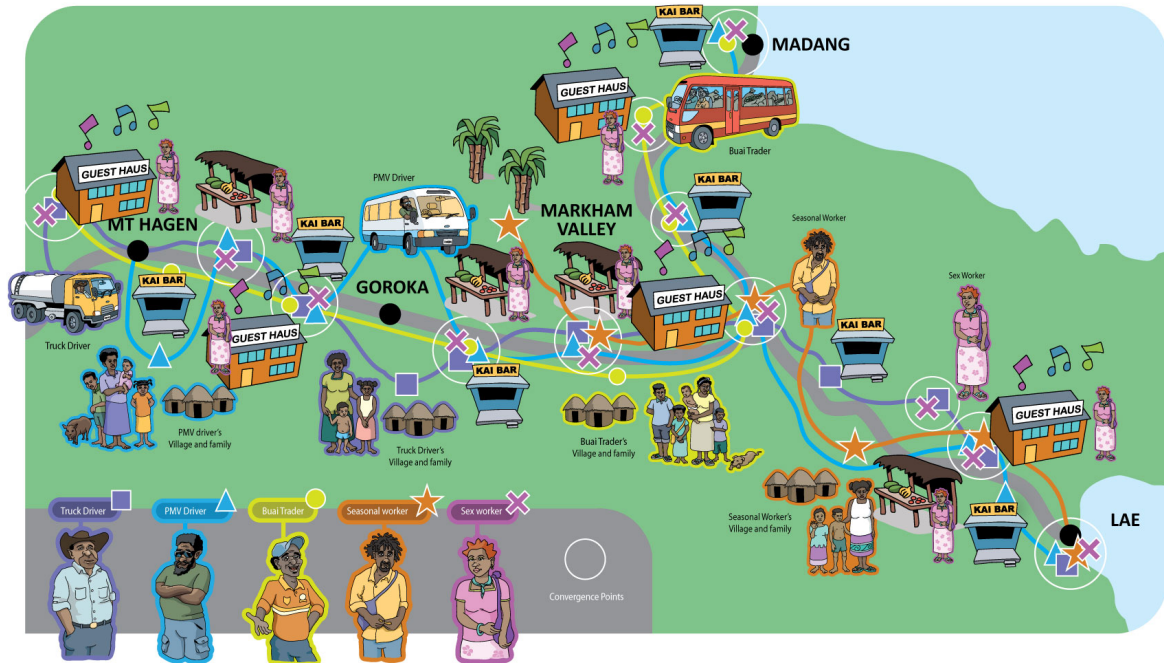 KAI BAR
MADANG
GUEST HAUS
Buai Trader
GUEST HAUS
MT HAGEN
PMV Driver
KAI BAR
MARKHAM
VALLEY
Seasonal Worker
KAI BAR
Sex Worker
KAI BAR
GOROKA
GUEST HAUS
KAI BAR
Truck Driver
GUEST HAUS
KAI BAR
GUEST HAUS
PMV driver's
Village and family
Truck Driver's
Village and family
Buai Trader's
Village and family
Seasonal Worker's
Village and family
KAI BAR
LAE
Truck Driver
PMV Driver
Buai Trader
Seasonal worker
Sex worker
Convergence Points